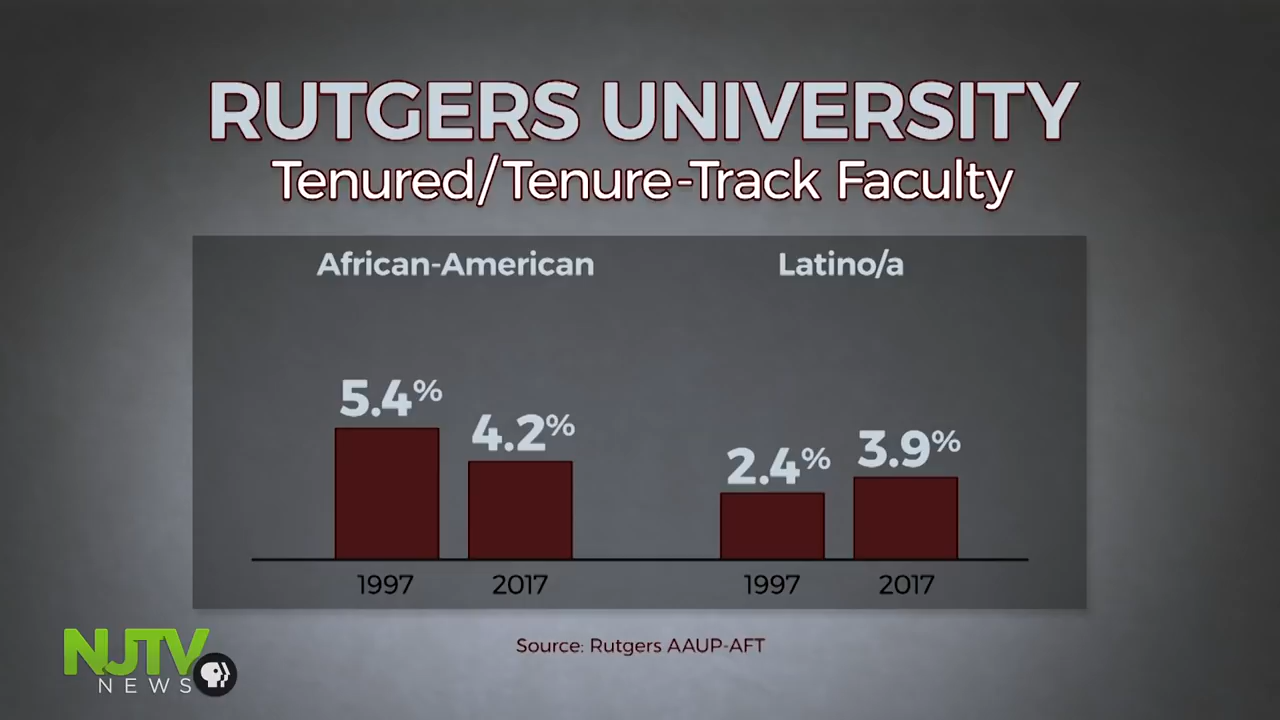 RUTGERS UNIVERSITY
Tenured/Tenure-Track Faculty
African-American
Latino/a
5.4%
4.2%
2.4%
3.9%
1997
2017
1997
2017
Source: Rutgers AAUP-AFT
NJTV
NEWS